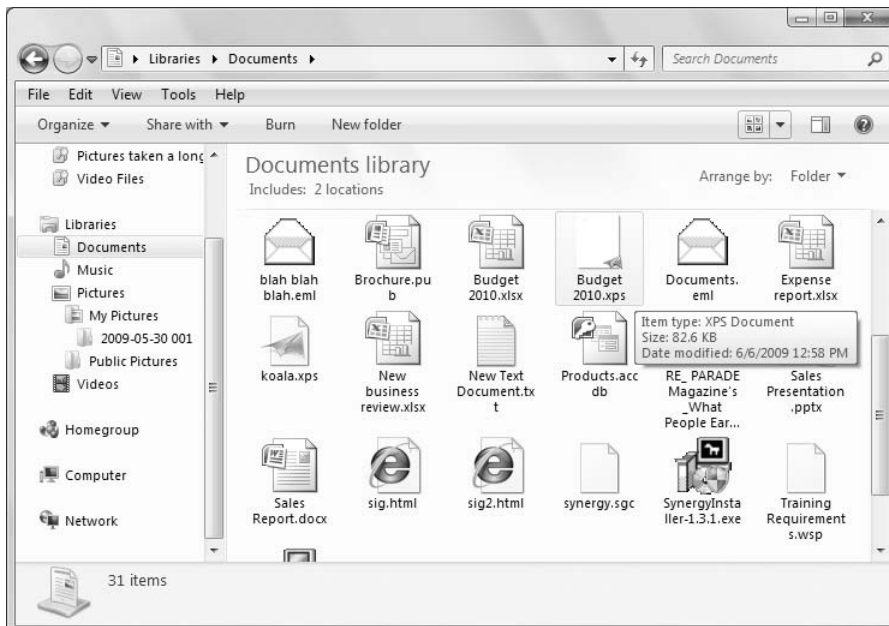 Libraries
Documents
Search Documents
File Edit View Tools Help
Organize Share with Burn New folder
Pictures taken a long
Video Files
Libraries
Documents
Music
Pictures
My Pictures
2009-05-30 001
Public Pictures
Videos
Homegroup
Computer
Network
Documents library
Includes: 2 locations
Arrange by: Folder
blah blah
blah.eml
Brochure.pu
b
Budget
2010.xlsx
Budget
2010.xps
Documents.
eml
Expense
report.xlsx
Item type: XPS Document
Size: 82.6 KB
Date modified: 6/6/2009 12:58 PM
koala.xps
New
business
review.xlsx
New Text
Document.tx
t
Products.acc
db
RE_ PARADE
Magazine's
_What
People Ear...
Sales
Presentation
.pptx
Sales
Report.docx
sig.html
sig2.html
synergy.sgc
SynergyInsta
ller-1.3.1.exe
Training
Requirement
s.wsp
31 items